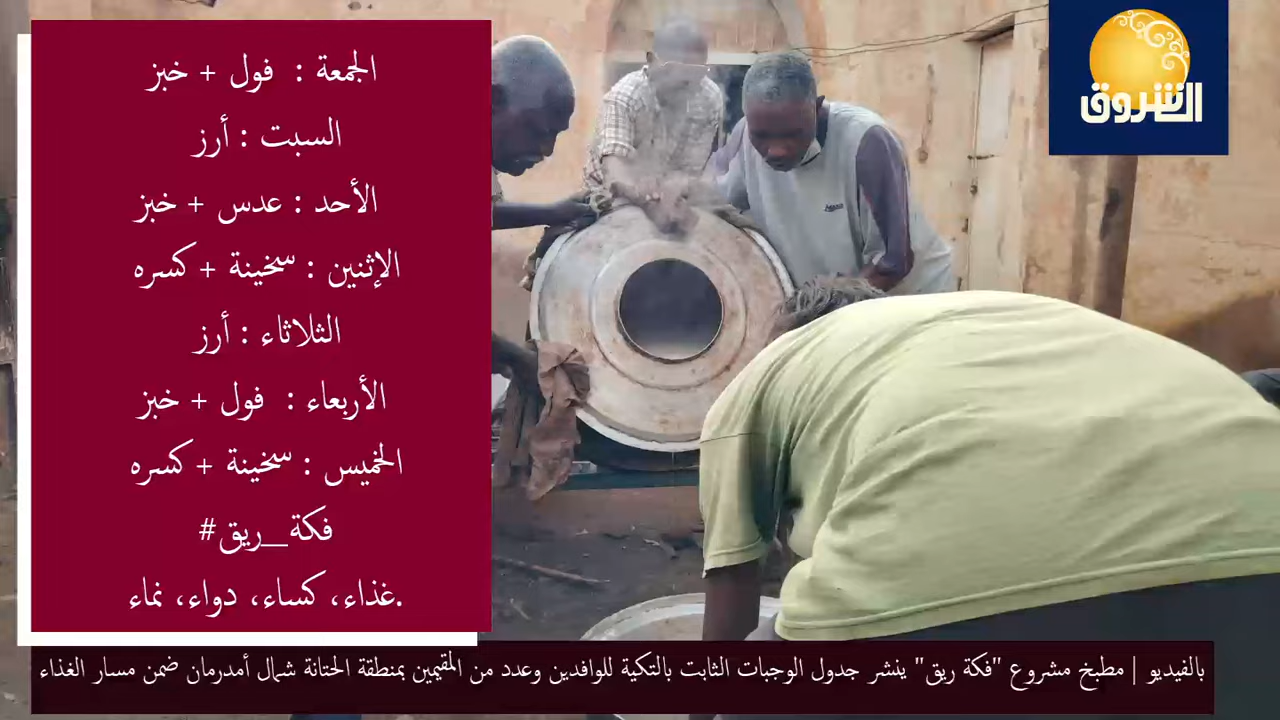 الجمعة : فول + خبز
السبت : أرز
الأحد : عدس + خبز
الإثنين : سخينة + كسره
الثلاثاء : أرز
الأربعاء : فول + خبز
الخميس : سخينة + كسره
#فكة_ريق
غذاء، كساء، دواء، نماء.
الشروق
بالفيديو | مطبخ مشروع "فكة ريق" ينشر جدول الوجبات الثابت بالتكية للوافدين وعدد من المقيمين بمنطقة الحتانة شمال أمدرمان ضمن مسار الغذاء